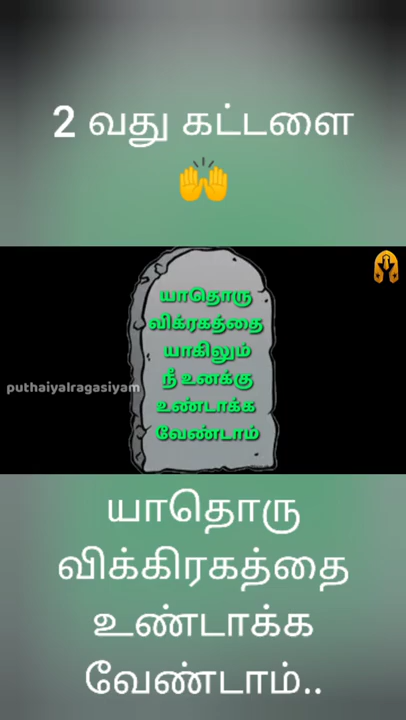 2 வது கட்டளை
🙌
யாதொரு
விக்ரகத்தை
யாகிலும்
நீ உனக்கு
உண்டாக்க
வேண்டாம்
puthaiyalragasiyam
யாதொரு
விக்கிரகத்தை
உண்டாக்க
வேண்டாம்..